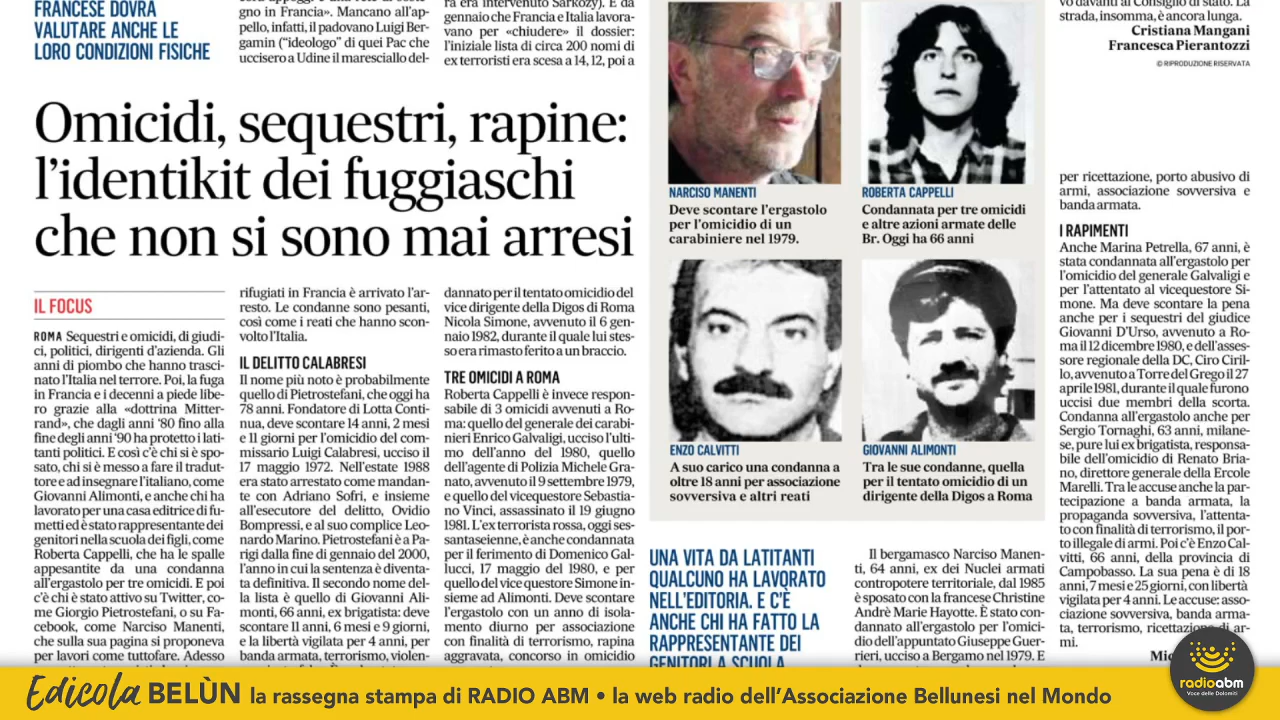 FRANCESE DOVRÀ
VALUTARE ANCHE LE
LORO CONDIZIONI FISICHE
gno in Francia». Mancano all'ap-
pello, infatti, il padovano Luigi Ber-
gamin ("ideologo" di quei Pac che
uccisero a Udine il maresciallo del-
ra era intervenuto Sarkozy). È da
gennaio che Francia e Italia lavora-
vano per «chiudere» il dossier:
l'iniziale lista di circa 200 nomi di
ex terroristi era scesa a 14, 12, poi a
Omicidi, sequestri, rapine:
l'identikit dei fuggiaschi
che non si sono mai arresi
IL FOCUS
ROMA Sequestri e omicidi, di giudi-
ci, politici, dirigenti d'azienda. Gli
anni di piombo che hanno trasci-
nato l'Italia nel terrore. Poi, la fuga
in Francia e i decenni a piede libe-
ro grazie alla «dottrina Mitter-
rand», che dagli anni '80 fino alla
fine degli anni '90 ha protetto i lati-
tanti politici. E così c'è chi si è spo-
sato, chi si è messo a fare il tradut-
tore e ad insegnare l'italiano, come
Giovanni Alimonti, e anche chi ha
lavorato per una casa editrice di fu-
metti ed è stato rappresentante dei
genitori nella scuola dei figli, come
Roberta Cappelli, che ha le spalle
appesantite da una condanna
all'ergastolo per tre omicidi. E poi
c'è chi è stato attivo su Twitter, co-
me Giorgio Pietrostefani, o su Fa-
cebook, come Narciso Manenti,
che sulla sua pagina si proponeva
per lavori come tuttofare. Adesso
rifugiati in Francia è arrivato l'ar-
resto. Le condanne sono pesanti,
così come i reati che hanno scon-
volto l'Italia.
IL DELITTO CALABRESI
Il nome più noto è probabilmente
quello di Pietrostefani, che oggi ha
78 anni. Fondatore di Lotta Conti-
nua, deve scontare 14 anni, 2 mesi
e 11 giorni per l'omicidio del com-
missario Luigi Calabresi, ucciso il
17 maggio 1972. Nell'estate 1988
era stato arrestato come mandan-
te con Adriano Sofri, e insieme
all'esecutore del delitto, Ovidio
Bompressi, e al suo complice Leo-
nardo Marino. Pietrostefani è a Pa-
rigi dalla fine di gennaio del 2000,
l'anno in cui la sentenza è diventa-
ta definitiva. Il secondo nome del-
la lista è quello di Giovanni Ali-
monti, 66 anni, ex brigatista: deve
scontare 11 anni, 6 mesi e 9 giorni,
e la libertà vigilata per 4 anni, per
banda armata, terrorismo, violen-
dannato per il tentato omicidio del
vice dirigente della Digos di Roma
Nicola Simone, avvenuto il 6 gen-
naio 1982, durante il quale lui stes-
so era rimasto ferito a un braccio.
TRE OMICIDI A ROMA
Roberta Cappelli è invece respon-
sabile di 3 omicidi avvenuti a Ro-
ma: quello del generale dei carabi-
nieri Enrico Galvaligi, ucciso l'ulti-
mo dell'anno del 1980, quello
dell'agente di Polizia Michele Gra-
nato, avvenuto il 9 settembre 1979,
e quello del vicequestore Sebastia-
no Vinci, assassinato il 19 giugno
1981. L'ex terrorista rossa, oggi ses-
santaseienne, è anche condannata
per il ferimento di Domenico Gal-
lucci, 17 maggio del 1980, e per
quello del vice questore Simone in-
sieme ad Alimonti. Deve scontare
l'ergastolo con un anno di isola-
mento diurno per associazione
con finalità di terrorismo, rapina
aggravata, concorso in omicidio
NARCISO MANENTI
Deve scontare l'ergastolo
per l'omicidio di un
carabiniere nel 1979.
ROBERTA CAPPELLI
Condannata per tre omicidi
e altre azioni armate delle
Br. Oggi ha 66 anni
ENZO CALVITTI
A suo carico una condanna a
oltre 18 anni per associazione
sovversiva e altri reati
GIOVANNI ALIMONTI
Tra le sue condanne, quella
per il tentato omicidio di un
dirigente della Digos a Roma
UNA VITA DA LATITANTI
QUALCUNO HA LAVORATO
NELL'EDITORIA. E C'È
ANCHE CHI HA FATTO LA
RAPPRESENTANTE DEI
GENITORI A SCUOLA
Il bergamasco Narciso Manen-
ti, 64 anni, ex dei Nuclei armati
contropotere territoriale, dal 1985
è sposato con la francese Christine
Andrè Marie Hayotte. È stato con-
dannato all'ergastolo per l'omici-
dio dell'appuntato Giuseppe Guer-
rieri, ucciso a Bergamo nel 1979. E
vo davanti al Consiglio di stato. La
strada, insomma, è ancora lunga.
Cristiana Mangani
Francesca Pierantozzi
© RIPRODUZIONE RISERVATA
per ricettazione, porto abusivo di
armi, associazione sovversiva e
banda armata.
I RAPIMENTI
Anche Marina Petrella, 67 anni, è
stata condannata all'ergastolo per
l'omicidio del generale Galvaligi e
per l'attentato al vicequestore Si-
mone. Ma deve scontare la pena
anche per i sequestri del giudice
Giovanni D'Urso, avvenuto a Ro-
ma il 12 dicembre 1980, e dell'asses-
sore regionale della DC, Ciro Ciril-
lo, avvenuto a Torre del Grego il 27
aprile 1981, durante il quale furono
uccisi due membri della scorta.
Condanna all'ergastolo anche per
Sergio Tornaghi, 63 anni, milane-
se, pure lui ex brigatista, responsa-
bile dell'omicidio di Renato Bria-
no, direttore generale della Ercole
Marelli. Tra le accuse anche la par-
tecipazione a banda armata, la
propaganda sovversiva, l'attenta-
to con finalità di terrorismo, il por-
to illegale di armi. Poi c'è Enzo Cal-
vitti, 66 anni, della provincia di
Campobasso. La sua pena è di 18
anni, 7 mesi e 25 giorni, con libertà
vigilata per 4 anni. Le accuse: asso-
ciazione sovversiva, banda arma-
ta, terrorismo, ricettazione di ar-
mi.
Edicola BELÙN la rassegna stampa di RADIO ABM • la web radio dell'Associazione Bellunesi nel Mondo
radioabm
Voce delle Dolomiti